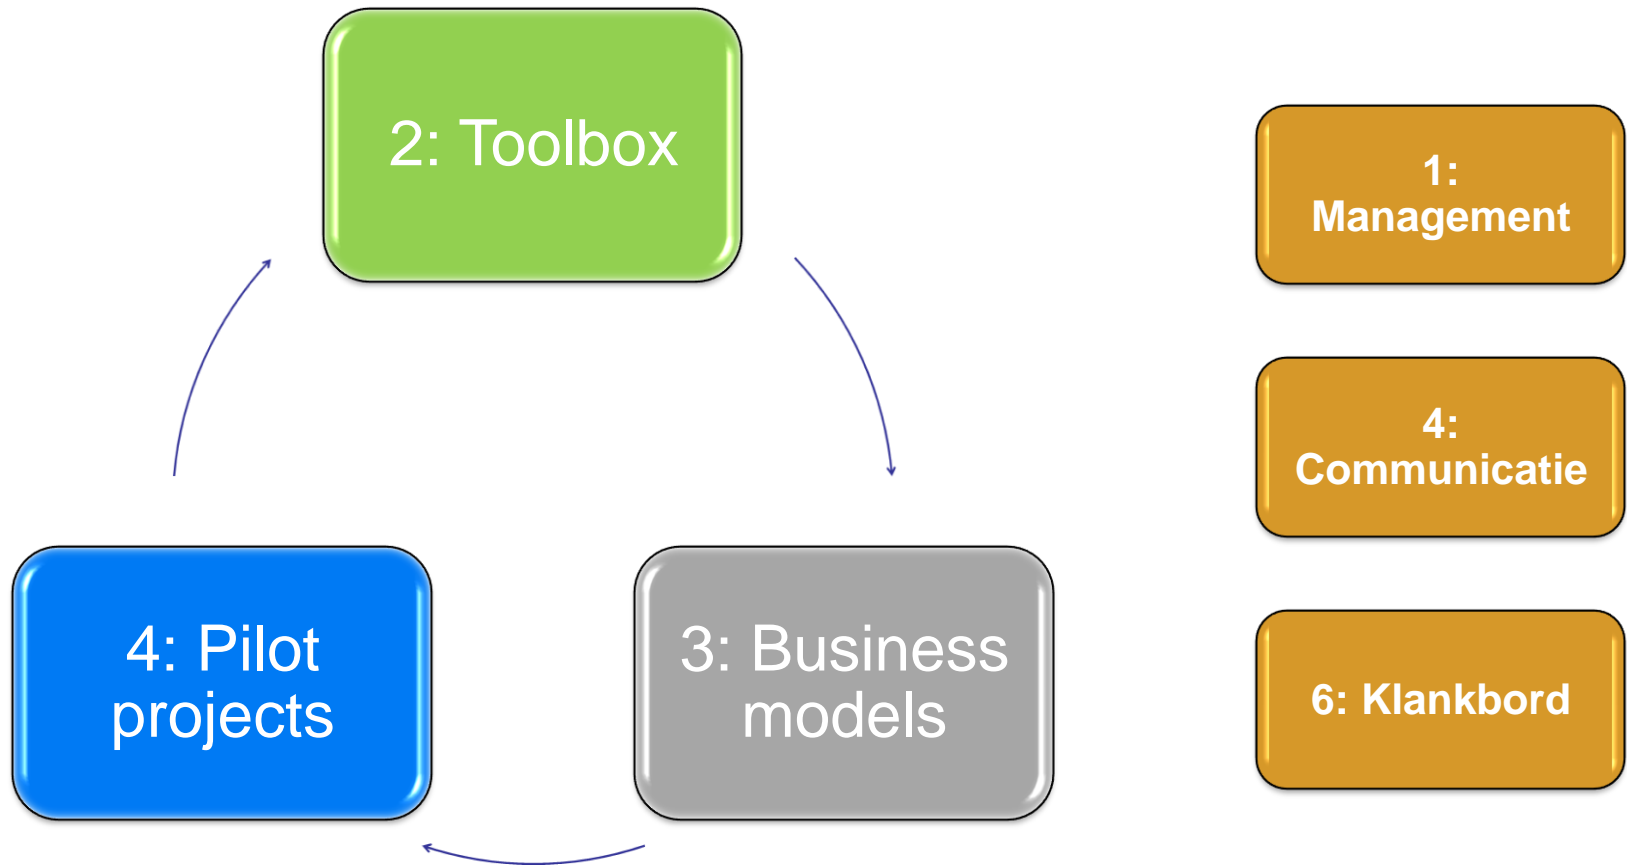 2: Toolbox
4: Pilot
projects
3: Business
models
1:
Management
4:
Communicatie
6: Klankbord